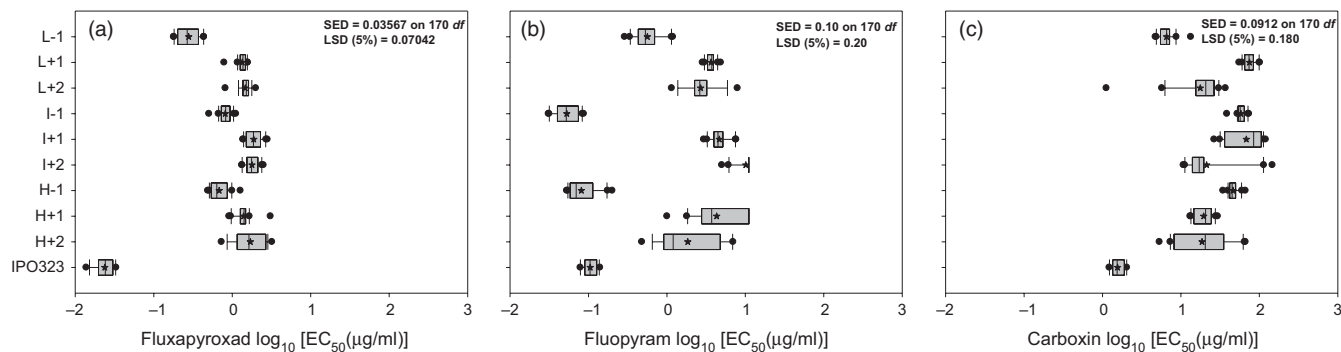 (a)
SED = 0.03567 on 170 df
LSD (5%) = 0.07042
L-1
L+1
L+2
I-1
I+1
I+2
H-1
H+1
H+2
IPO323
−2 −1 0 1 2 3
Fluxapyroxad log10 [EC50(μg/ml)]
(b)
SED = 0.10 on 170 df
LSD (5%) = 0.20
−2 −1 0 1 2 3
Fluopyram log10 [EC50(μg/ml)]
(c)
SED = 0.0912 on 170 df
LSD (5%) = 0.180
−2 −1 0 1 2 3
Carboxin log10 [EC50(μg/ml)]